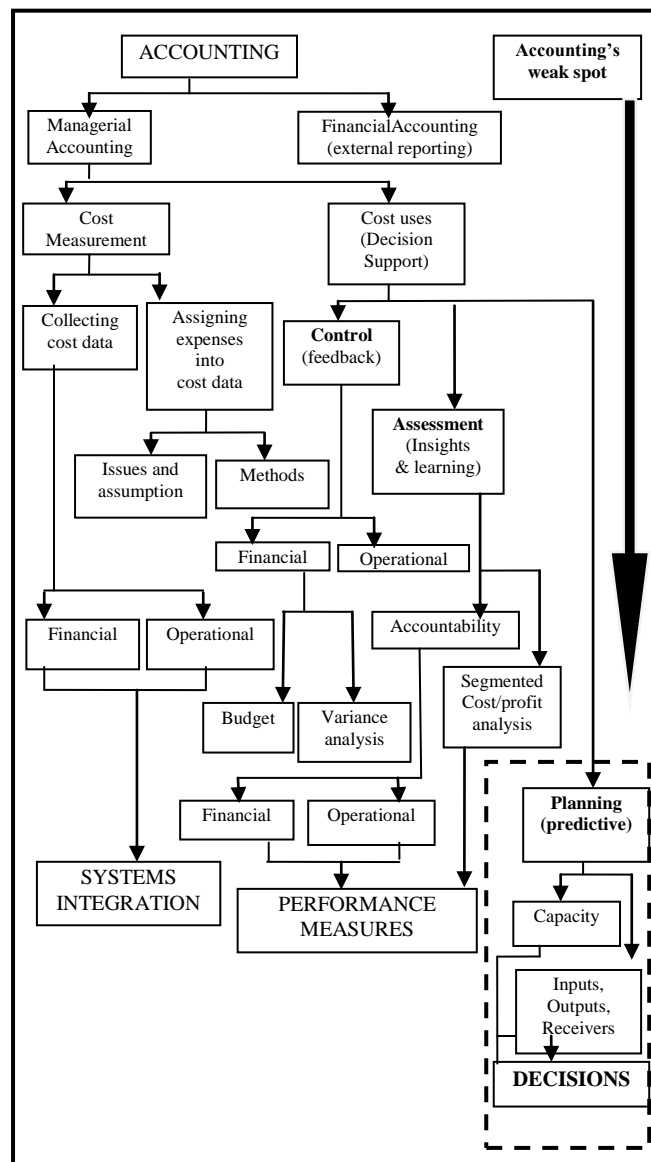 ACCOUNTING
Accounting's
weak spot
Managerial
Accounting
FinancialAccounting
(external reporting)
Cost
Measurement
Cost uses
(Decision
Support)
Collecting
cost data
Assigning
expenses
into
cost data
Control
(feedback)
Assessment
(Insights
& learning)
Issues and
assumption
Methods
Financial
Operational
Financial
Operational
Accountability
Segmented
Cost/profit
analysis
Budget
Variance
analysis
Financial
Operational
Planning
(predictive)
SYSTEMS
INTEGRATION
PERFORMANCE
MEASURES
Capacity
Inputs,
Outputs,
Receivers
DECISIONS